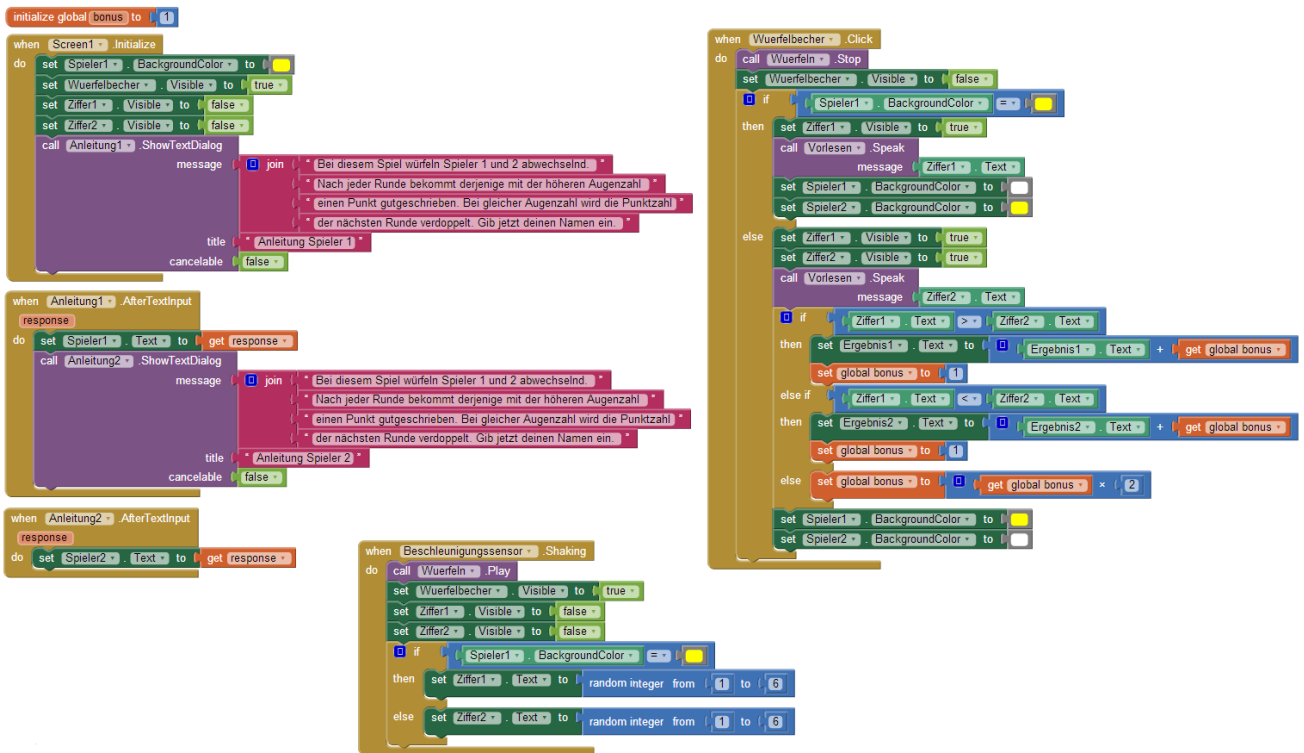 initialize global bonus to 1
when Screen1 .Initialize
do set Spieler1 . BackgroundColor to
set Wuerfelbecher . Visible to true
set Ziffer1 . Visible to false
set Ziffer2 . Visible to false
call Anleitung1 .ShowTextDialog
message join " Bei diesem Spiel würfeln Spieler 1 und 2 abwechselnd. "
" Nach jeder Runde bekommt derjenige mit der höheren Augenzahl "
" einen Punkt gutgeschrieben. Bei gleicher Augenzahl wird die Punktzahl "
" der nächsten Runde verdoppelt. Gib jetzt deinen Namen ein. "
title " Anleitung Spieler 1 "
cancelable false
when Anleitung1 .AfterTextInput
response
do set Spieler1 . Text to get response
call Anleitung2 .ShowTextDialog
message join " Bei diesem Spiel würfeln Spieler 1 und 2 abwechselnd. "
" Nach jeder Runde bekommt derjenige mit der höheren Augenzahl "
" einen Punkt gutgeschrieben. Bei gleicher Augenzahl wird die Punktzahl "
" der nächsten Runde verdoppelt. Gib jetzt deinen Namen ein. "
title " Anleitung Spieler 2 "
cancelable false
when Anleitung2 .AfterTextInput
response
do set Spieler2 . Text to get response
when Beschleunigungssensor .Shaking
do call Wuerfeln .Play
set Wuerfelbecher . Visible to true
set Ziffer1 . Visible to false
set Ziffer2 . Visible to false
if Spieler1 . BackgroundColor =
then set Ziffer1 . Text to random integer from 1 to 6
else set Ziffer2 . Text to random integer from 1 to 6
when Wuerfelbecher .Click
do call Wuerfeln .Stop
set Wuerfelbecher . Visible to false
if Spieler1 . BackgroundColor =
then set Ziffer1 . Visible to true
call Vorlesen .Speak
message Ziffer1 . Text
set Spieler1 . BackgroundColor to
set Spieler2 . BackgroundColor to
else set Ziffer1 . Visible to true
set Ziffer2 . Visible to true
call Vorlesen .Speak
message Ziffer2 . Text
if Ziffer1 . Text > Ziffer2 . Text
then set Ergebnis1 . Text to Ergebnis1 . Text + get global bonus
set global bonus to 1
else if Ziffer1 . Text < Ziffer2 . Text
then set Ergebnis2 . Text to Ergebnis2 . Text + get global bonus
set global bonus to 1
else set global bonus to get global bonus × 2
set Spieler1 . BackgroundColor to
set Spieler2 . BackgroundColor to